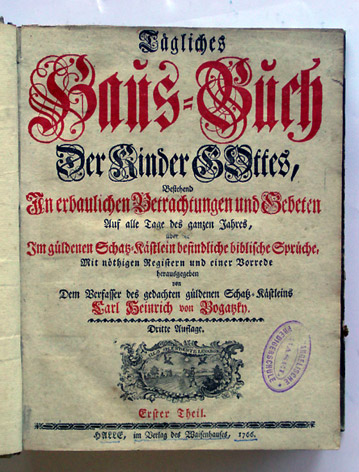 Tägliches
Haus=Buch
Der Kinder GOttes,
Bestehend
In erbaulichen Betrachtungen und Gebeten
Auf alle Tage des ganzen Jahres,
über die
Im güldenen Schatz-Kästlein befindliche biblische Sprüche,
Mit nöthigen Registern und einer Vorrede
herausgegeben
von
Dem Verfasser des gedachten güldenen Schatz-Kästleins
Carl Heinrich von Bogatzky.
Dritte Auflage.
Erster Theil.
HALLE, im Verlag des Waisenhauses, 1766.
PREDIGERSCHULE